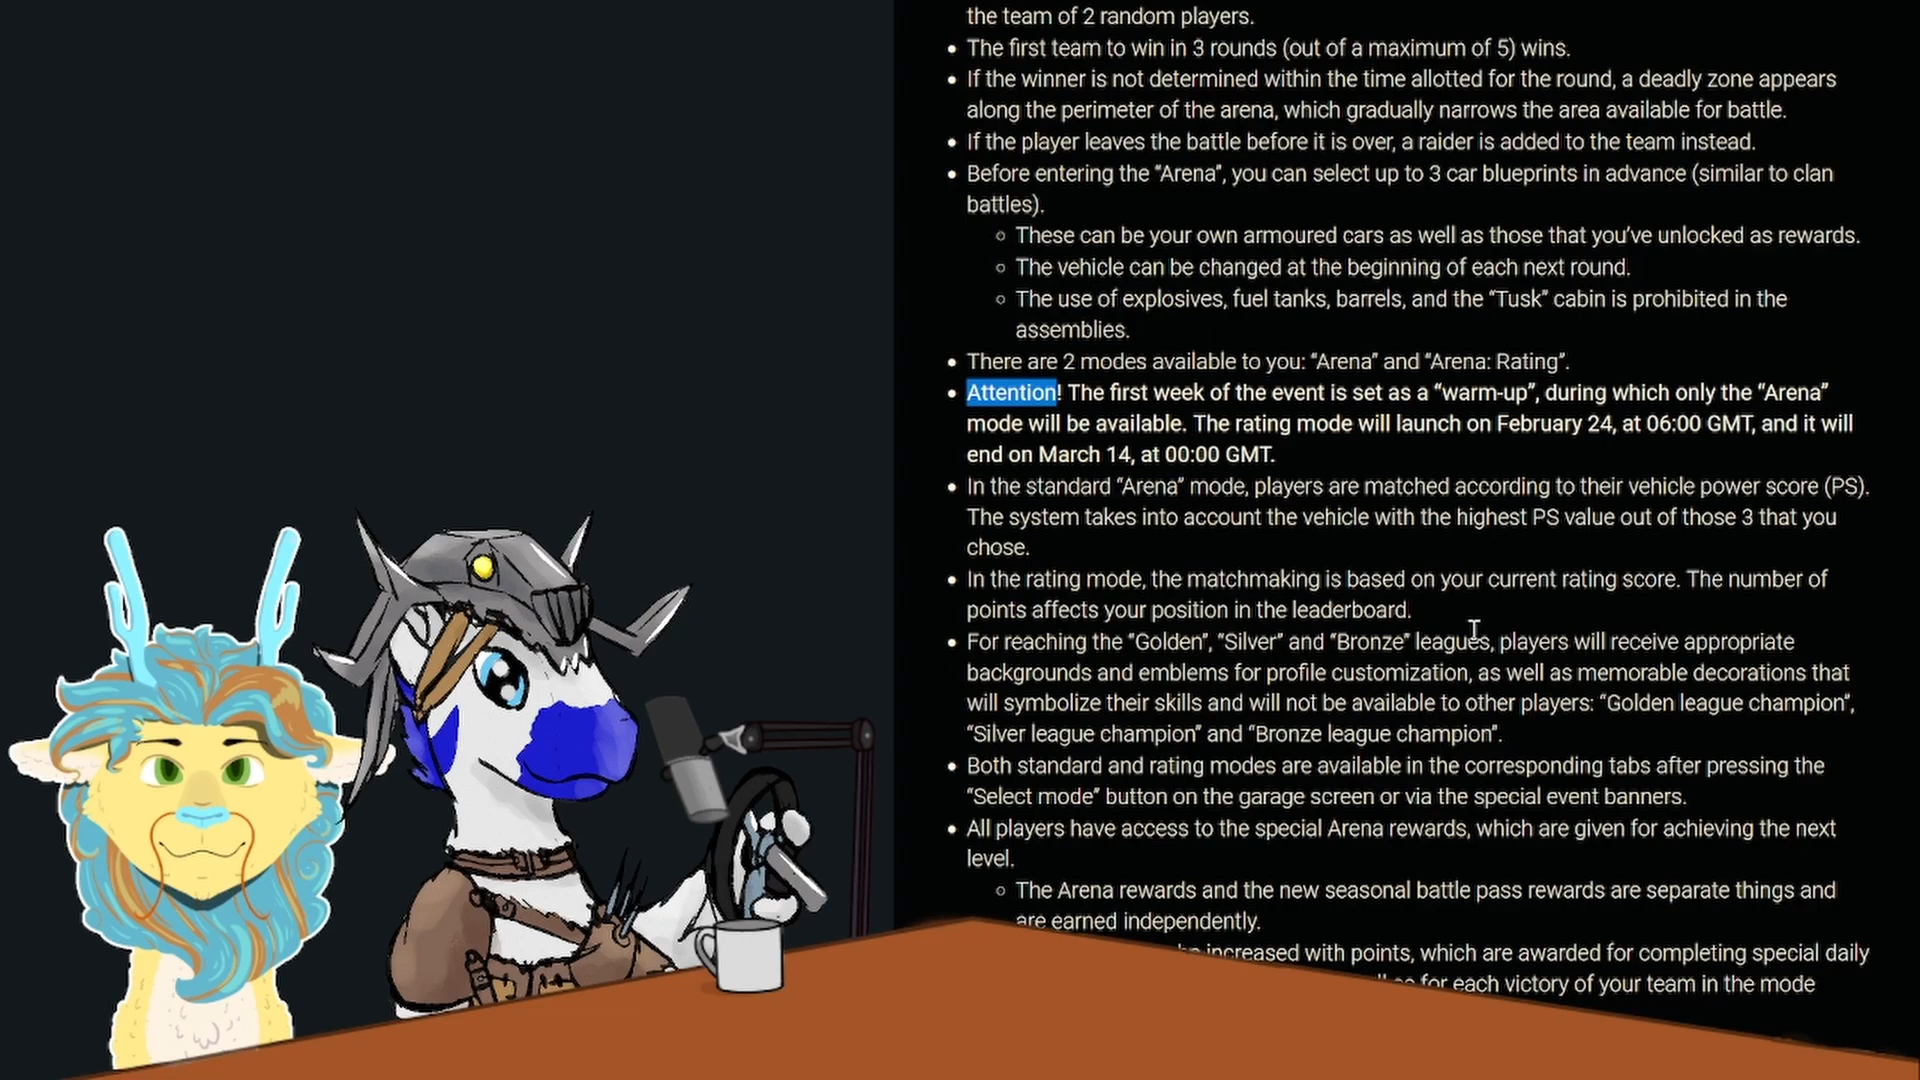 the team of 2 random players.
• The first team to win in 3 rounds (out of a maximum of 5) wins.
• If the winner is not determined within the time allotted for the round, a deadly zone appears
along the perimeter of the arena, which gradually narrows the area available for battle.
• If the player leaves the battle before it is over, a raider is added to the team instead.
• Before entering the “Arena”, you can select up to 3 car blueprints in advance (similar to clan
battles).
◦ These can be your own armoured cars as well as those that you’ve unlocked as rewards.
◦ The vehicle can be changed at the beginning of each next round.
◦ The use of explosives, fuel tanks, barrels, and the “Tusk” cabin is prohibited in the
assemblies.
• There are 2 modes available to you: “Arena” and “Arena: Rating”.
• Attention! The first week of the event is set as a “warm-up”, during which only the “Arena”
mode will be available. The rating mode will launch on February 24, at 06:00 GMT, and it will
end on March 14, at 00:00 GMT.
• In the standard “Arena” mode, players are matched according to their vehicle power score (PS).
The system takes into account the vehicle with the highest PS value out of those 3 that you
chose.
• In the rating mode, the matchmaking is based on your current rating score. The number of
points affects your position in the leaderboard.
• For reaching the “Golden”, “Silver” and “Bronze” leagues, players will receive appropriate
backgrounds and emblems for profile customization, as well as memorable decorations that
will symbolize their skills and will not be available to other players: “Golden league champion”,
“Silver league champion” and “Bronze league champion”.
• Both standard and rating modes are available in the corresponding tabs after pressing the
“Select mode” button on the garage screen or via the special event banners.
• All players have access to the special Arena rewards, which are given for achieving the next
level.
◦ The Arena rewards and the new seasonal battle pass rewards are separate things and
are earned independently.
increased with points, which are awarded for completing special daily
for each victory of your team in the mode